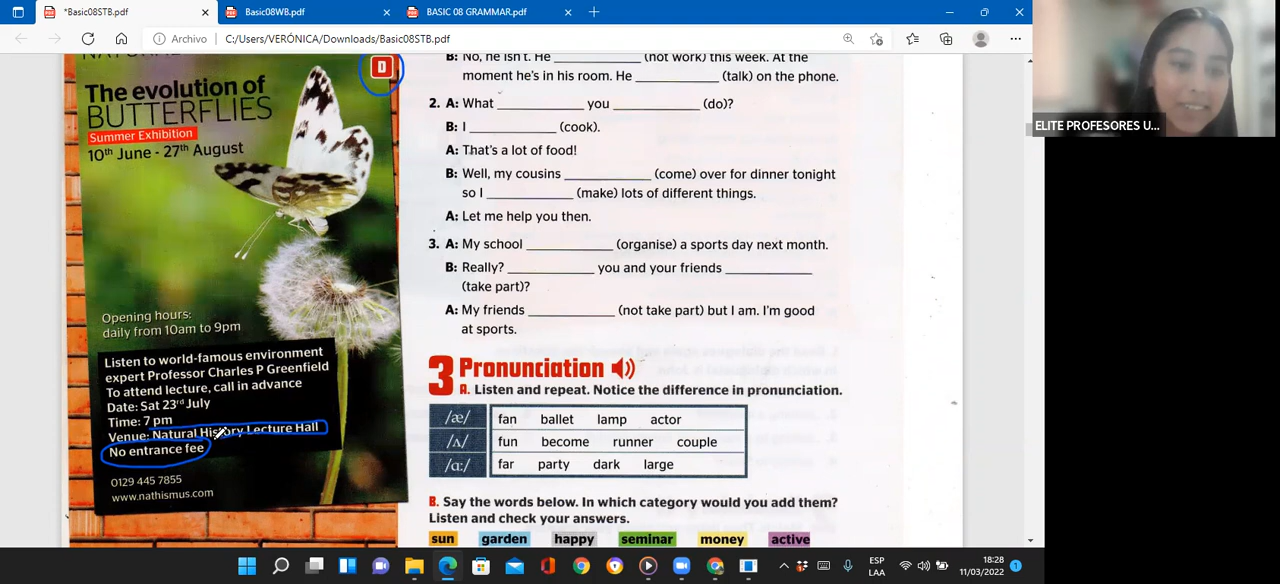 *Basic08STB.pdf
Basic08WB.pdf
BASIC 08 GRAMMAR.pdf
Archivo
C:/Users/VERÓNICA/Downloads/Basic08STB.pdf
The evolution of
BUTTERFLIES
Summer Exhibition
10th June - 27th August
D
Opening hours:
daily from 10am to 9pm
Listen to world-famous environment
expert Professor Charles P Greenfield
To attend lecture, call in advance
Date: Sat 23rd July
Time: 7 pm
Venue: Natural History Lecture Hall
No entrance fee
0129 445 7855
www.nathismus.com
B: No, he isn't. He ____________ (not work) this week. At the
moment he's in his room. He ____________ (talk) on the phone.
2. A: What ____________ you ____________ (do)?
B: I ____________ (cook).
A: That's a lot of food!
B: Well, my cousins ____________ (come) over for dinner tonight
so I ____________ (make) lots of different things.
A: Let me help you then.
3. A: My school ____________ (organise) a sports day next month.
B: Really? ____________ you and your friends ____________
(take part)?
A: My friends ____________ (not take part) but I am. I'm good
at sports.
3 Pronunciation
A. Listen and repeat. Notice the difference in pronunciation.
/æ/ fan ballet lamp actor
/ʌ/ fun become runner couple
/ɑː/ far party dark large
B. Say the words below. In which category would you add them?
Listen and check your answers.
sun garden happy seminar money active
ELITE PROFESORES U...
ESP
LAA
18:28
11/03/2022